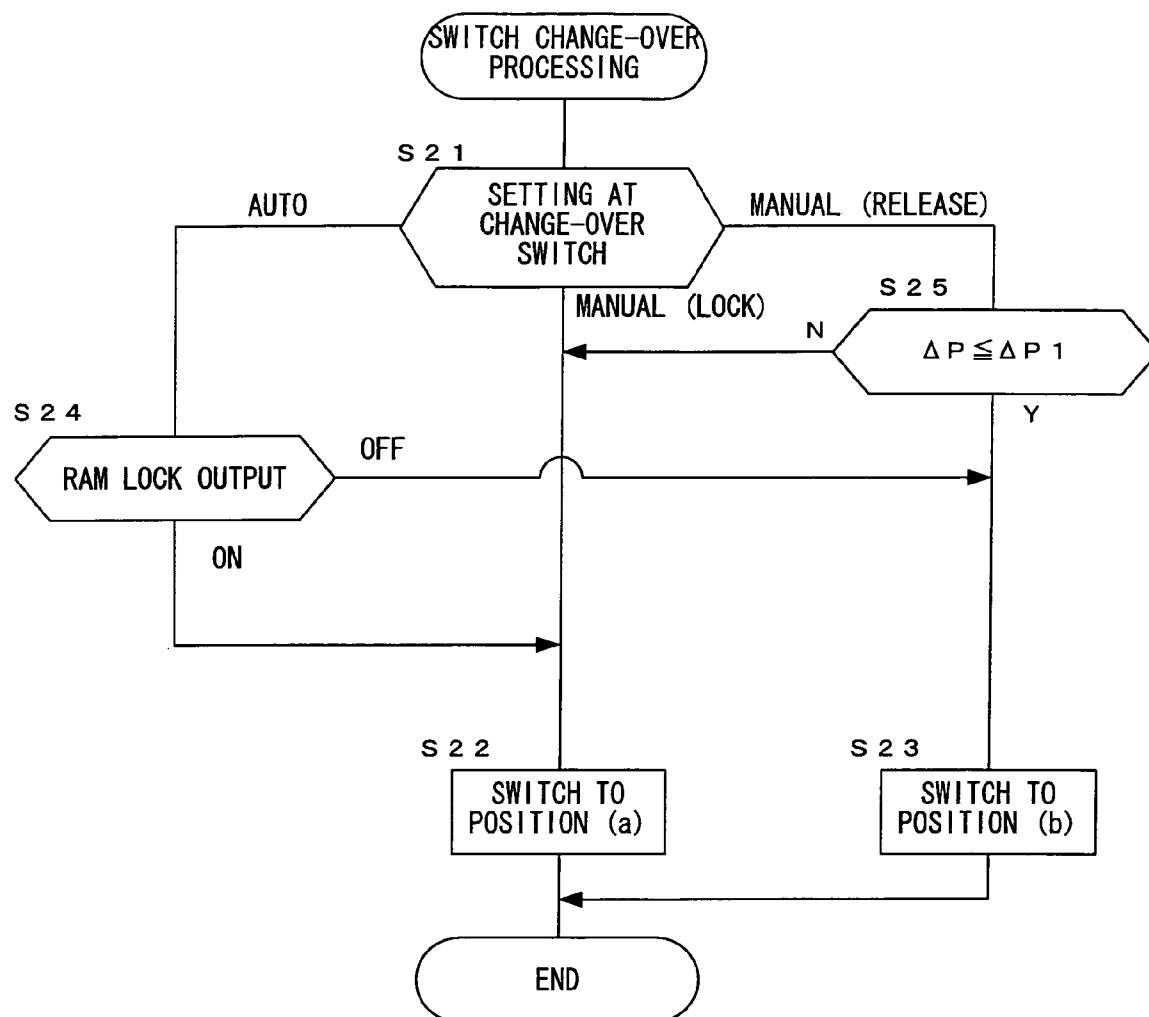 SWITCH CHANGE-OVER
PROCESSING
S21
SETTING AT
CHANGE-OVER
SWITCH
AUTO
MANUAL (RELEASE)
MANUAL (LOCK)
S25
ΔP≦ΔP1
N
Y
S24
RAM LOCK OUTPUT
OFF
ON
S22
SWITCH TO
POSITION (a)
S23
SWITCH TO
POSITION (b)
END